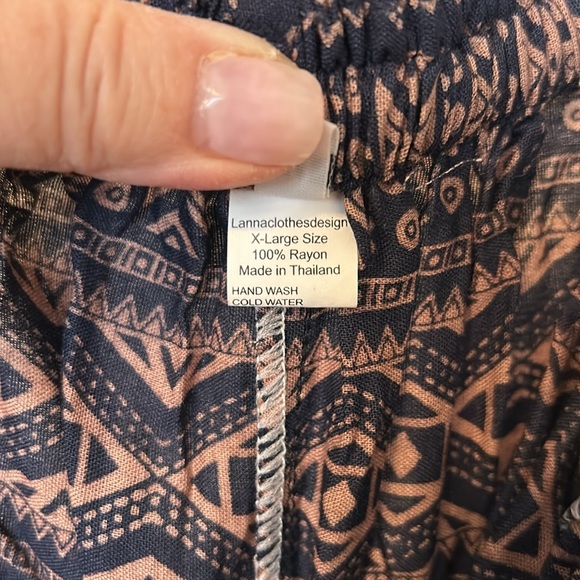 Lannaclothesdesign
X-Large Size
100% Rayon
Made in Thailand
HAND WASH
COLD WATER